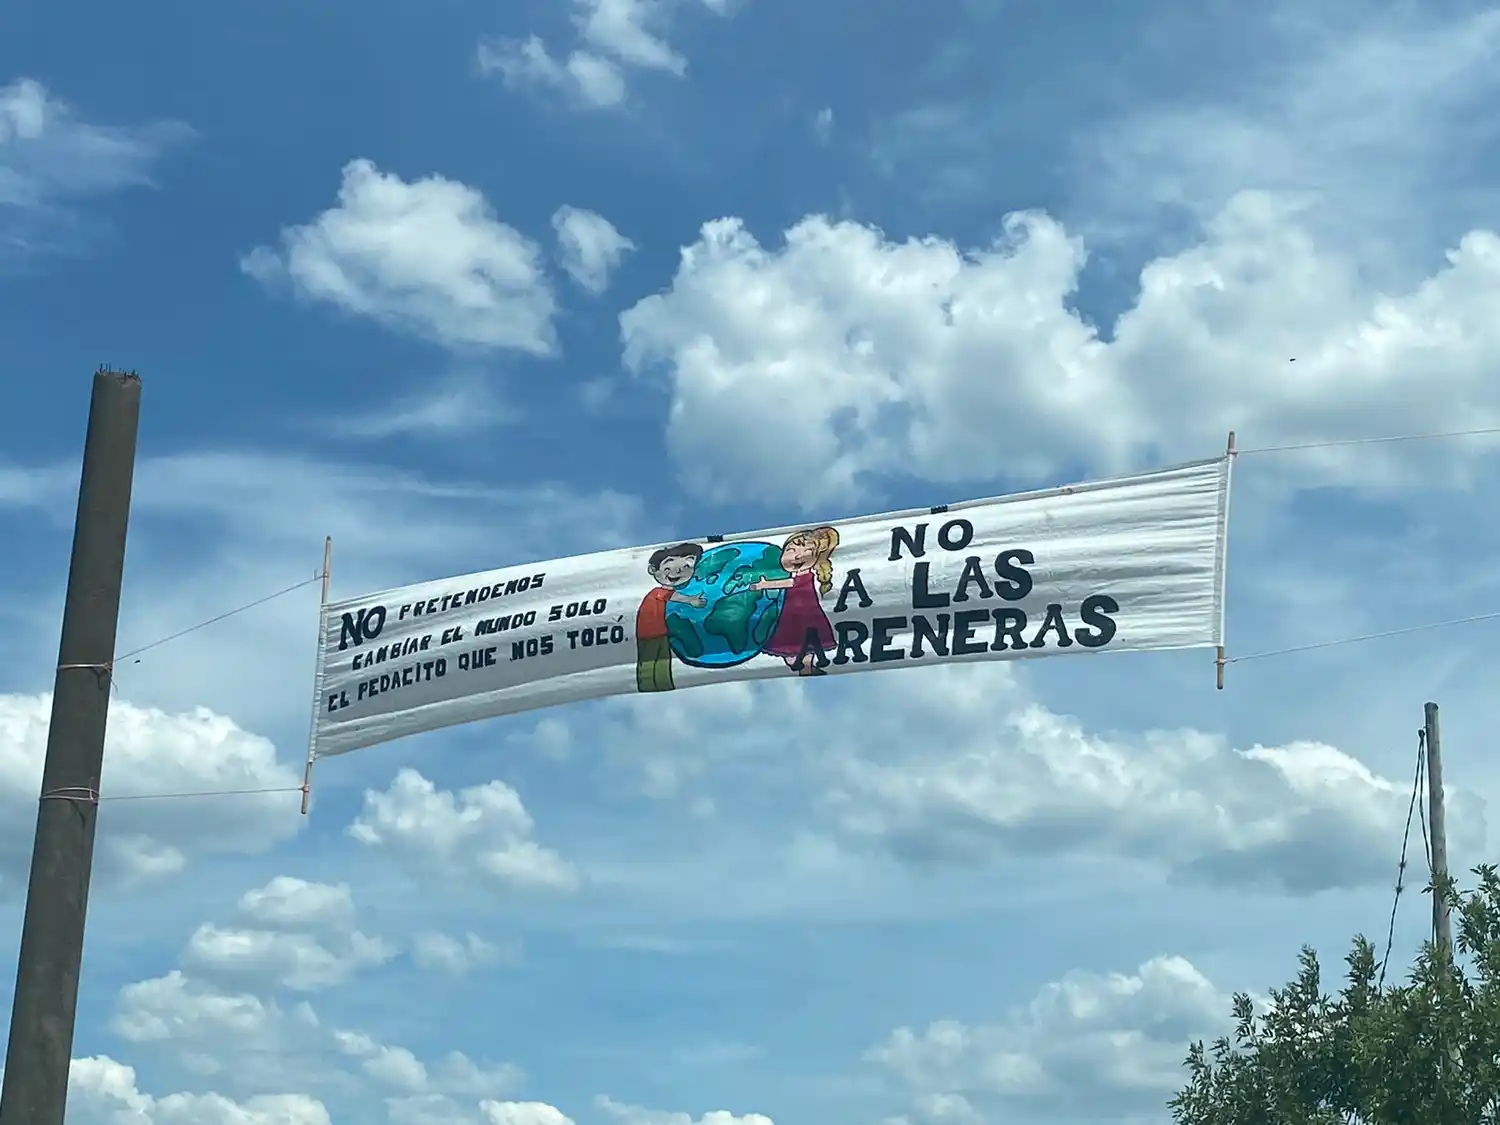 NO PRETENDEMOS
CAMBIAR EL MUNDO SOLO
EL PEDACITO QUE NOS TOCÓ.
NO
A LAS
ARENERAS